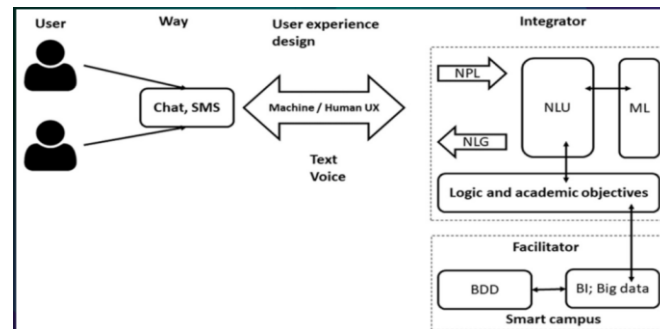 User
Way
User experience
design
Integrator
Chat, SMS
Machine / Human UX
Text
Voice
NPL
NLG
NLU
ML
Logic and academic objectives
Facilitator
BDD
BI; Big data
Smart campus